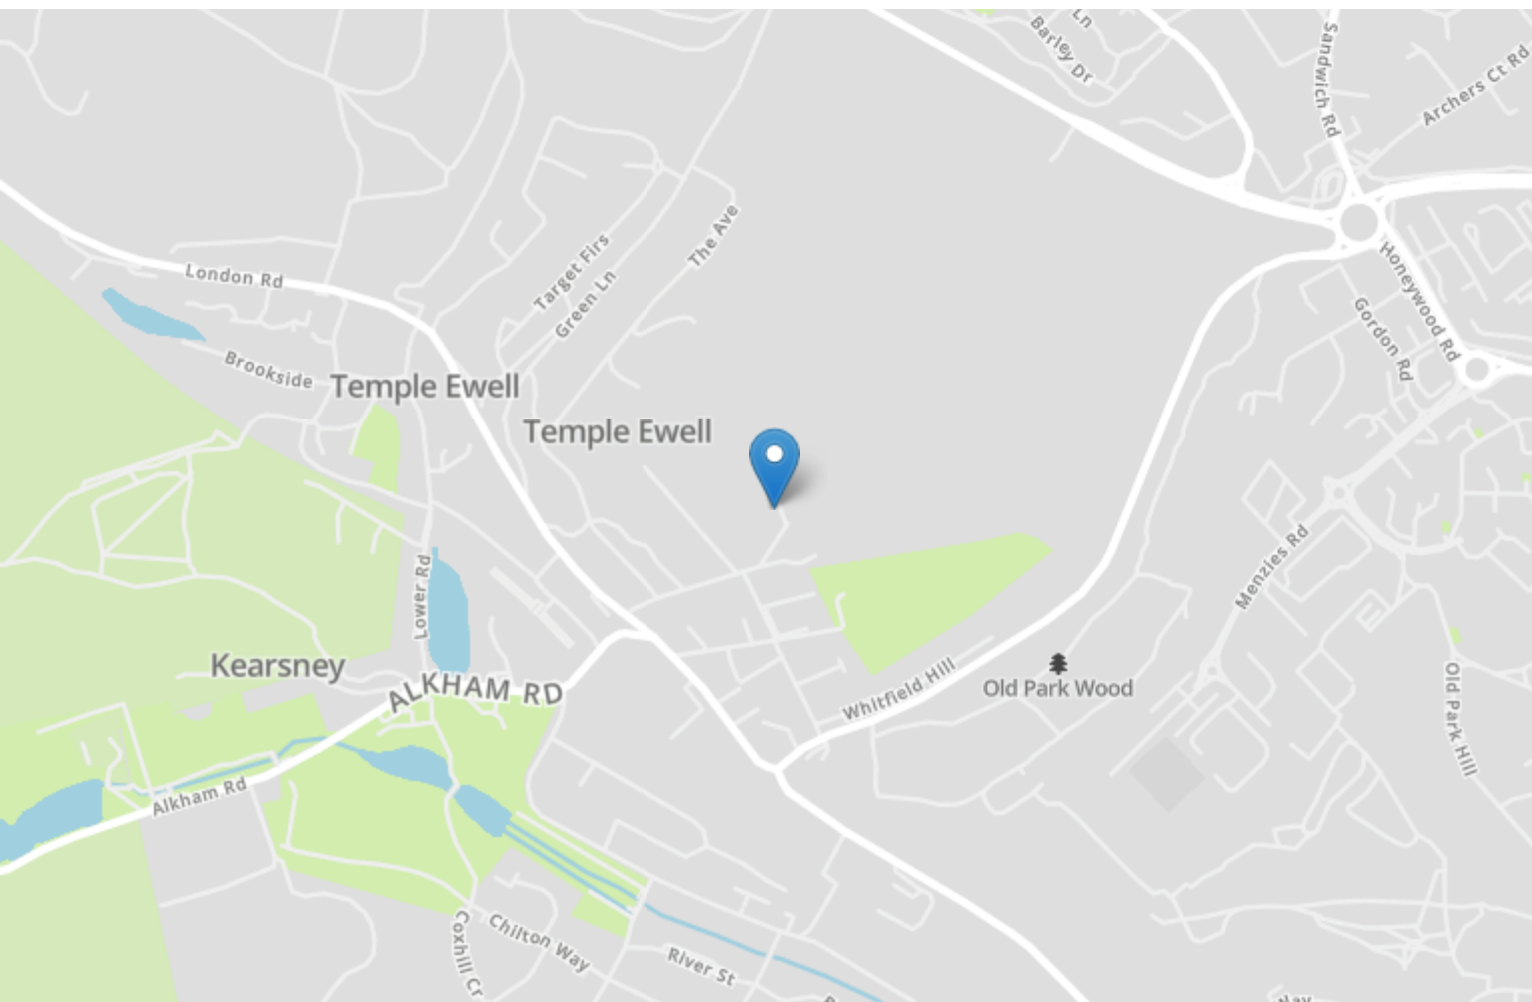 Ln
Barley Dr
Sandwich Rd
Archers Ct Rd
The Ave
Target Firs
Green Ln
London Rd
Honeywood Rd
Gordon Rd
Brookside
Temple Ewell
Temple Ewell
Menzies Rd
Lower Rd
Kearsney
ALKHAM RD
Whitfield Hill
Old Park Wood
Old Park Hill
Alkham Rd
Coxhill Cr
Chilton Way
River St